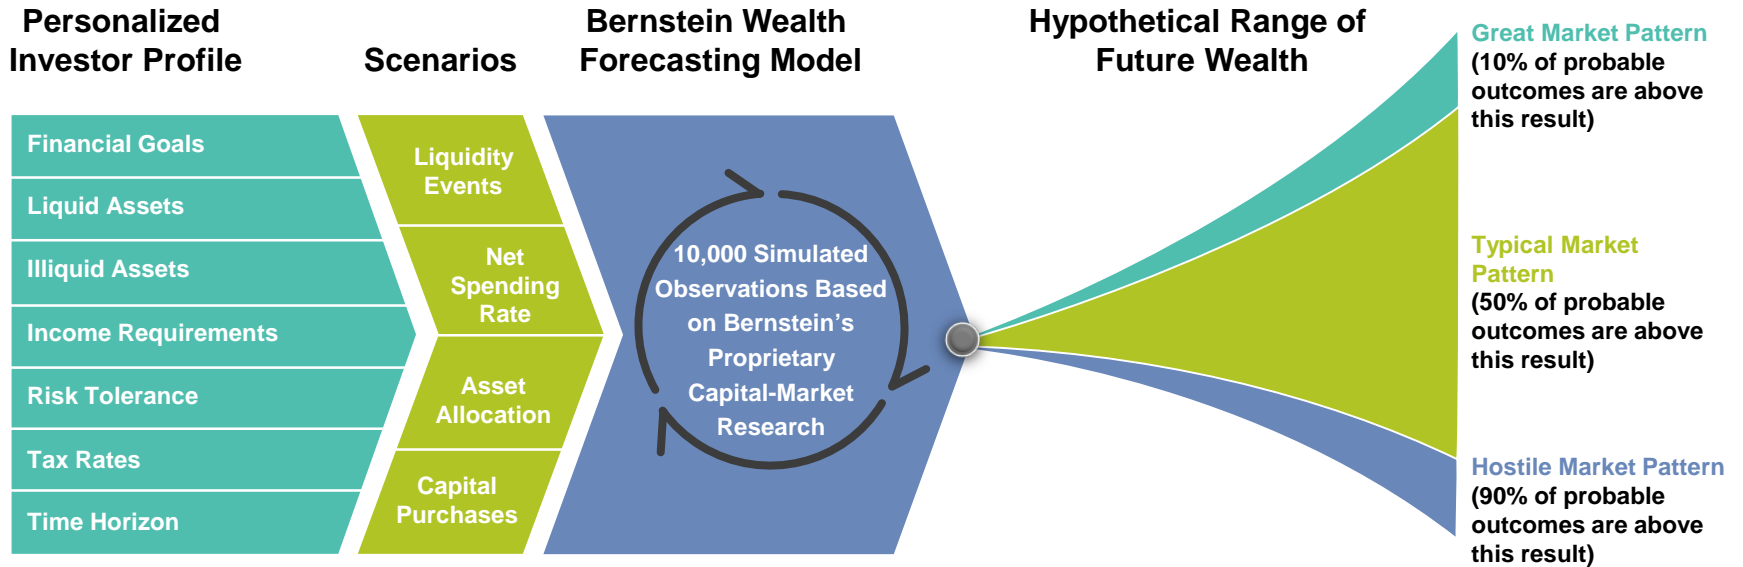 Personalized
Investor Profile
Scenarios
Bernstein Wealth
Forecasting Model
Hypothetical Range of
Future Wealth
Financial Goals
Liquid Assets
Illiquid Assets
Income Requirements
Risk Tolerance
Tax Rates
Time Horizon
Liquidity
Events
Net
Spending
Rate
Asset
Allocation
Capital
Purchases
10,000 Simulated
Observations Based
on Bernstein’s
Proprietary
Capital-Market
Research
Great Market Pattern
(10% of probable
outcomes are above
this result)
Typical Market
Pattern
(50% of probable
outcomes are above
this result)
Hostile Market Pattern
(90% of probable
outcomes are above
this result)